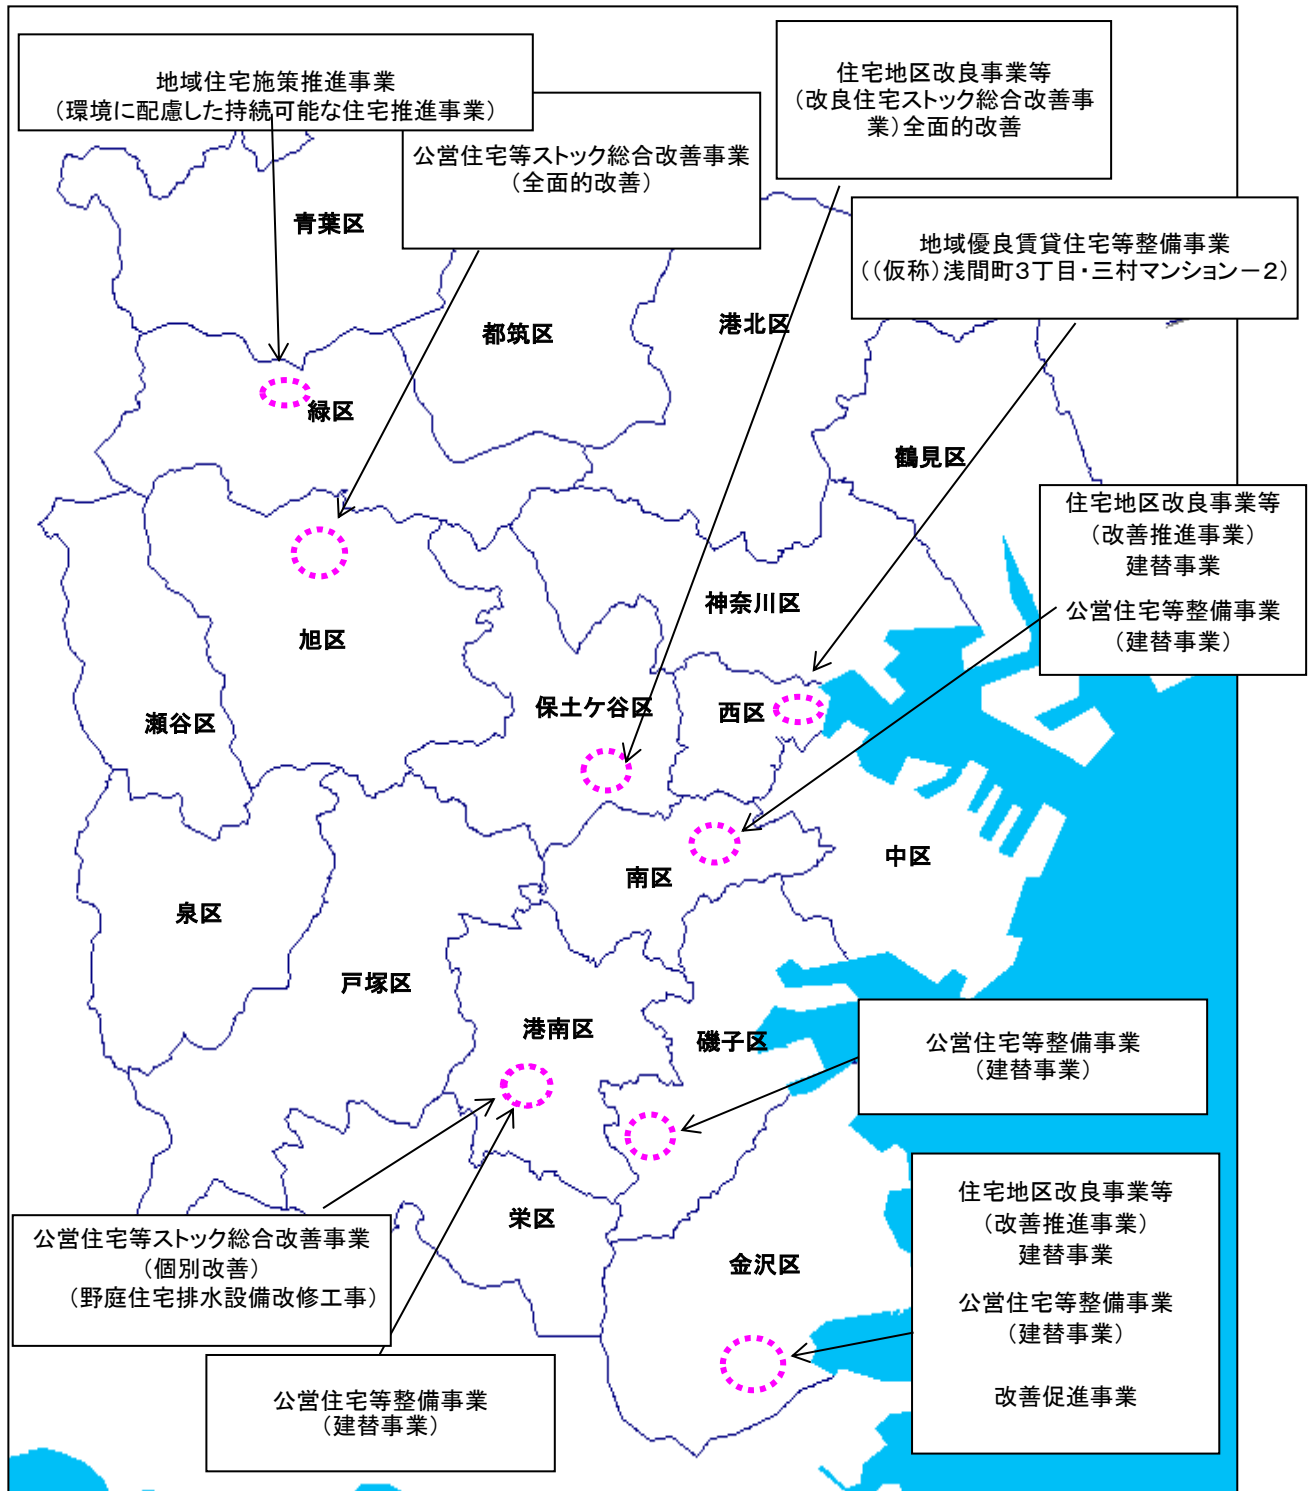 地域住宅施策推進事業
(環境に配慮した持続可能な住宅推進事業)
住宅地区改良事業等
(改良住宅ストック総合改善事
業)全面的改善
公営住宅等ストック総合改善事業
(全面的改善)
青葉区
地域優良賃貸住宅等整備事業
((仮称)浅間町3丁目・三村マンション－2)
都筑区
港北区
緑区
鶴見区
住宅地区改良事業等
(改善推進事業)
建替事業
公営住宅等整備事業
(建替事業)
神奈川区
旭区
保土ケ谷区
西区
瀬谷区
中区
南区
泉区
戸塚区
港南区
磯子区
公営住宅等整備事業
(建替事業)
栄区
公営住宅等ストック総合改善事業
(個別改善)
(野庭住宅排水設備改修工事)
金沢区
住宅地区改良事業等
(改善推進事業)
建替事業
公営住宅等整備事業
(建替事業)
改善促進事業
公営住宅等整備事業
(建替事業)